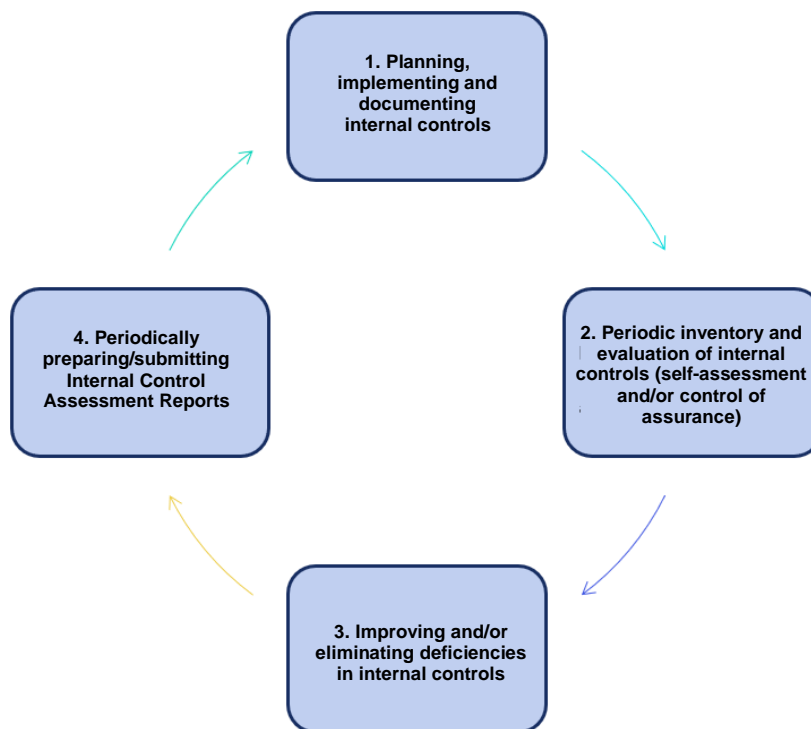 1. Planning,
implementing and
documenting
internal controls
2. Periodic inventory and
evaluation of internal
controls (self-assessment
and/or control of
assurance)
3. Improving and/or
eliminating deficiencies
in internal controls
4. Periodically
preparing/submitting
Internal Control
Assessment Reports